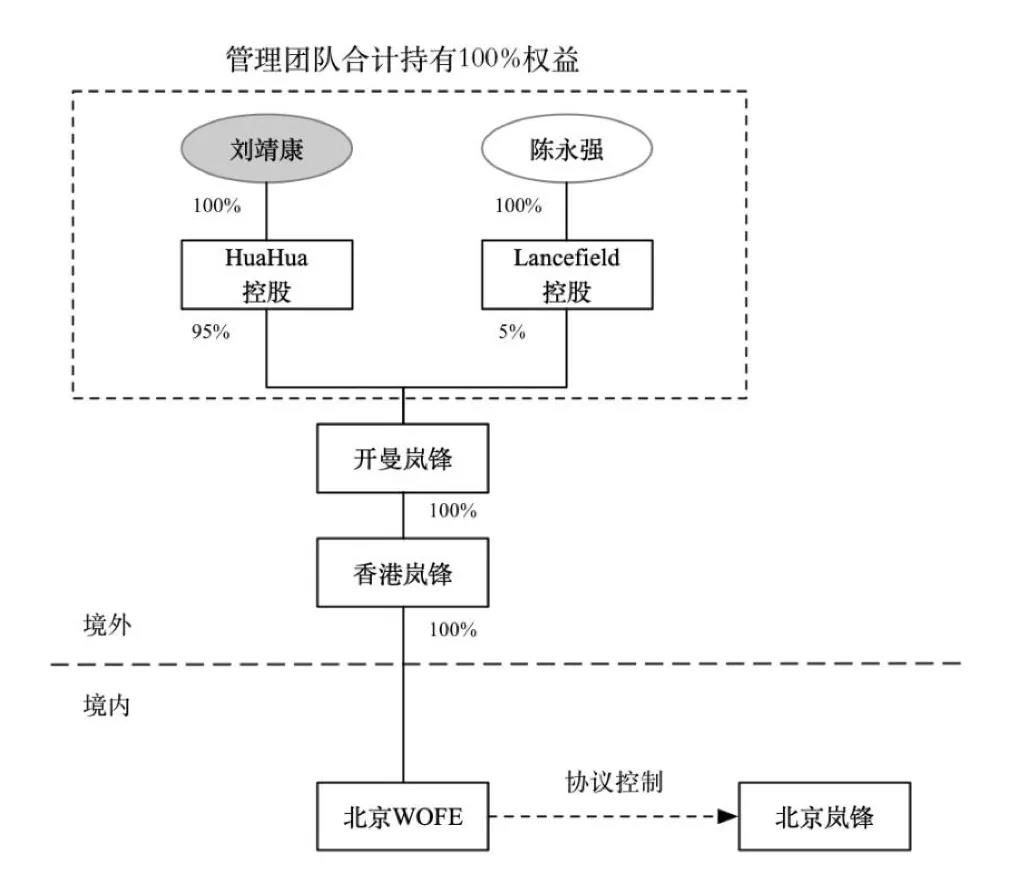 管理团队合计持有100%权益
刘靖康
陈永强
100%
100%
HuaHua
控股
Lancefield
控股
95%
5%
开曼岚锋
100%
香港岚锋
100%
境外
境内
协议控制
北京WOFE
北京岚锋